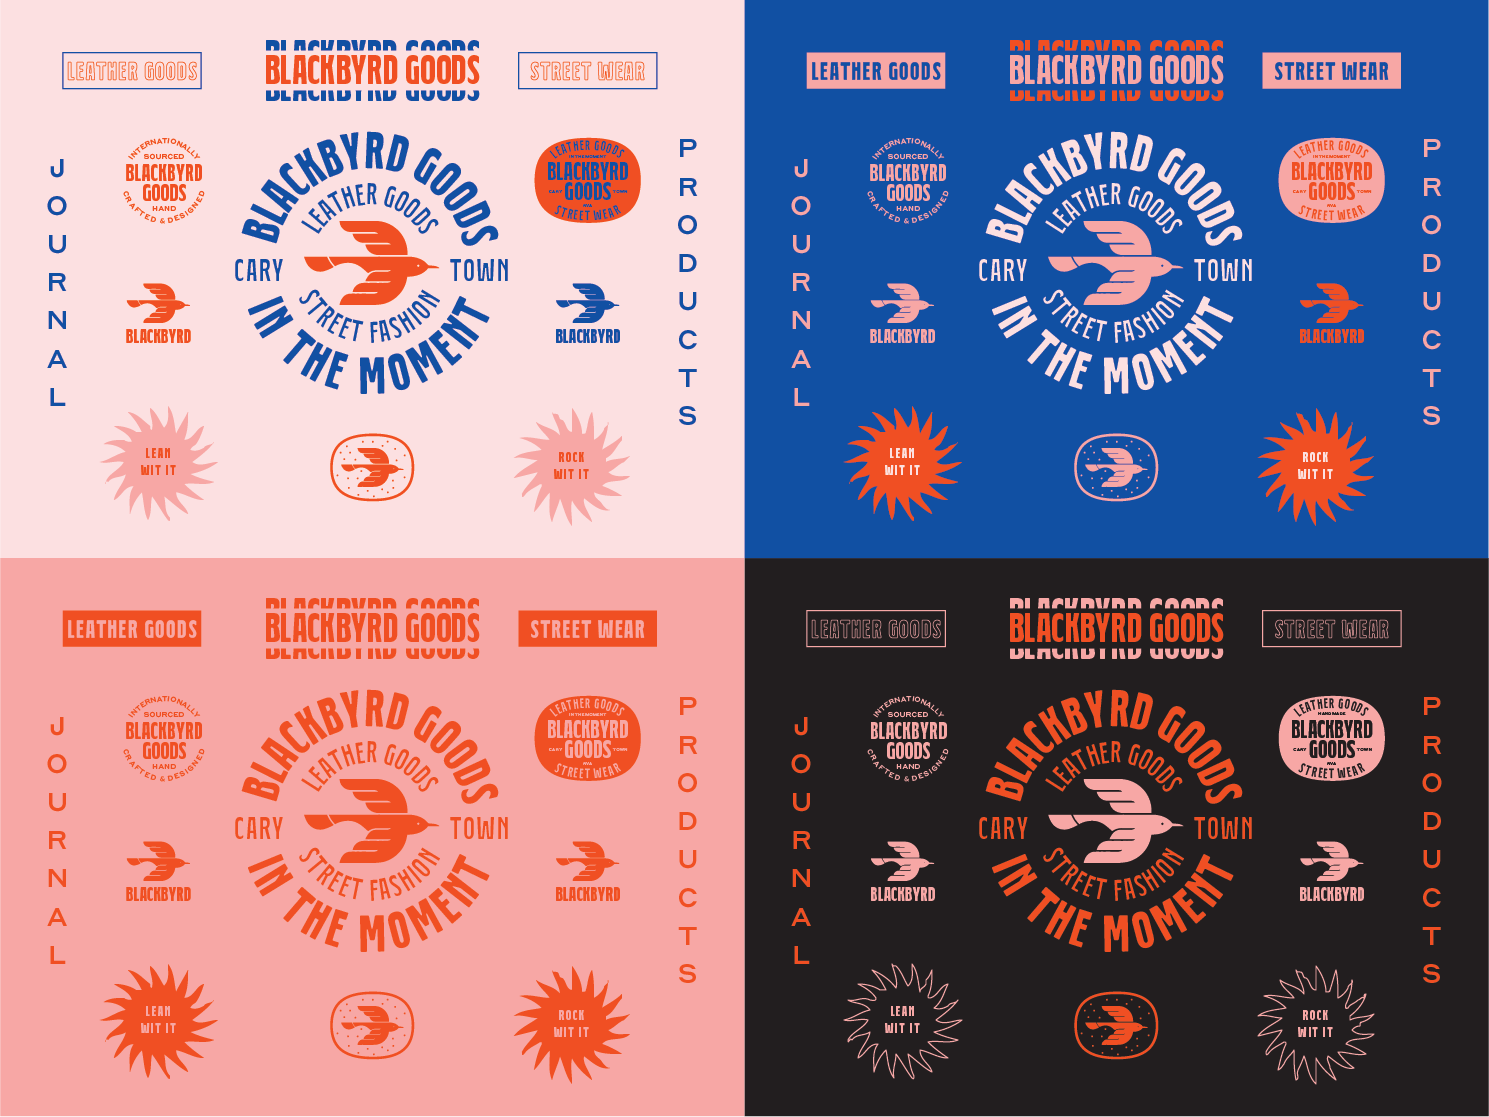 LEATHER GOODS
BLACKBYRD GOODS
BLACKBYRD GOODS
BLACKBYRD GOODS
STREET WEAR
JOURNAL
INTERNATIONALLY
SOURCED
BLACKBYRD
GOODS
HAND
CRAFTED & DESIGNED
BLACKBYRD
BLACKBYRD GOODS
LEATHER GOODS
CARY TOWN
STREET FASHION
IN THE MOMENT
LEATHER GOODS
IN THE MOMENT
BLACKBYRD
CARY GOODS TOWN
RVA
STREET WEAR
BLACKBYRD
PRODUCTS
LEAN
WIT IT
ROCK
WIT IT
LEATHER GOODS
BLACKBYRD GOODS
BLACKBYRD GOODS
BLACKBYRD GOODS
STREET WEAR
JOURNAL
INTERNATIONALLY
SOURCED
BLACKBYRD
GOODS
HAND
CRAFTED & DESIGNED
BLACKBYRD
BLACKBYRD GOODS
LEATHER GOODS
CARY TOWN
STREET FASHION
IN THE MOMENT
LEATHER GOODS
IN THE MOMENT
BLACKBYRD
CARY GOODS TOWN
RVA
STREET WEAR
BLACKBYRD
PRODUCTS
LEAN
WIT IT
ROCK
WIT IT
LEATHER GOODS
BLACKBYRD GOODS
BLACKBYRD GOODS
BLACKBYRD GOODS
STREET WEAR
JOURNAL
INTERNATIONALLY
SOURCED
BLACKBYRD
GOODS
HAND
CRAFTED & DESIGNED
BLACKBYRD
BLACKBYRD GOODS
LEATHER GOODS
CARY TOWN
STREET FASHION
IN THE MOMENT
LEATHER GOODS
IN THE MOMENT
BLACKBYRD
CARY GOODS TOWN
RVA
STREET WEAR
BLACKBYRD
PRODUCTS
LEAN
WIT IT
ROCK
WIT IT
LEATHER GOODS
BLACKBYRD GOODS
BLACKBYRD GOODS
BLACKBYRD GOODS
STREET WEAR
JOURNAL
INTERNATIONALLY
SOURCED
BLACKBYRD
GOODS
HAND
CRAFTED & DESIGNED
BLACKBYRD
BLACKBYRD GOODS
LEATHER GOODS
CARY TOWN
STREET FASHION
IN THE MOMENT
LEATHER GOODS
HANDMADE
BLACKBYRD
CARY GOODS TOWN
RVA
STREET WEAR
BLACKBYRD
PRODUCTS
LEAN
WIT IT
ROCK
WIT IT